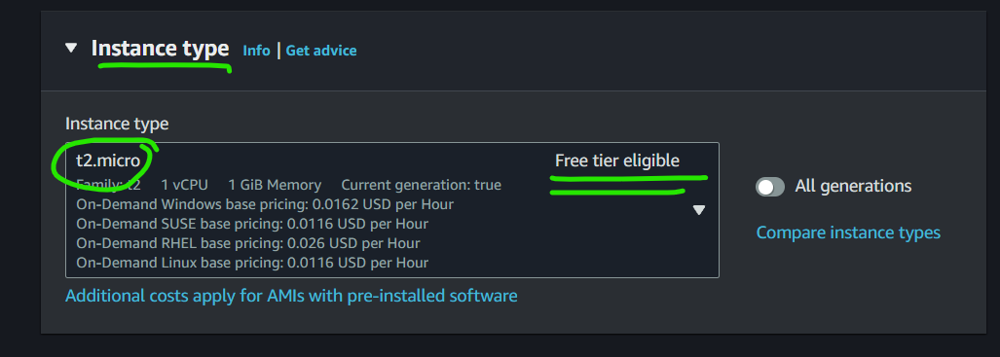 Instance type Info | Get advice
Instance type
t2.micro Free tier eligible
Family: t2 1 vCPU 1 GiB Memory Current generation: true
On-Demand Windows base pricing: 0.0162 USD per Hour
On-Demand SUSE base pricing: 0.0116 USD per Hour
On-Demand RHEL base pricing: 0.026 USD per Hour
On-Demand Linux base pricing: 0.0116 USD per Hour
All generations
Compare instance types
Additional costs apply for AMIs with pre-installed software